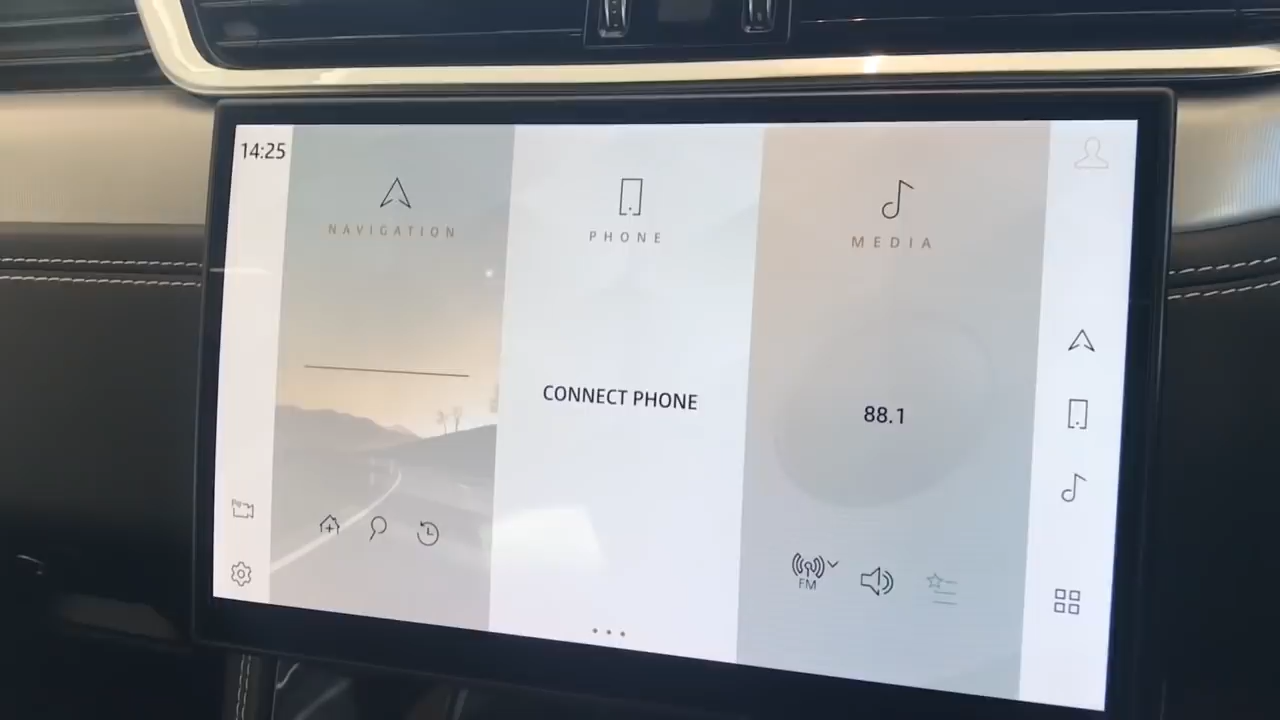 14:25
NAVIGATION
PHONE
MEDIA
CONNECT PHONE
88.1
FM